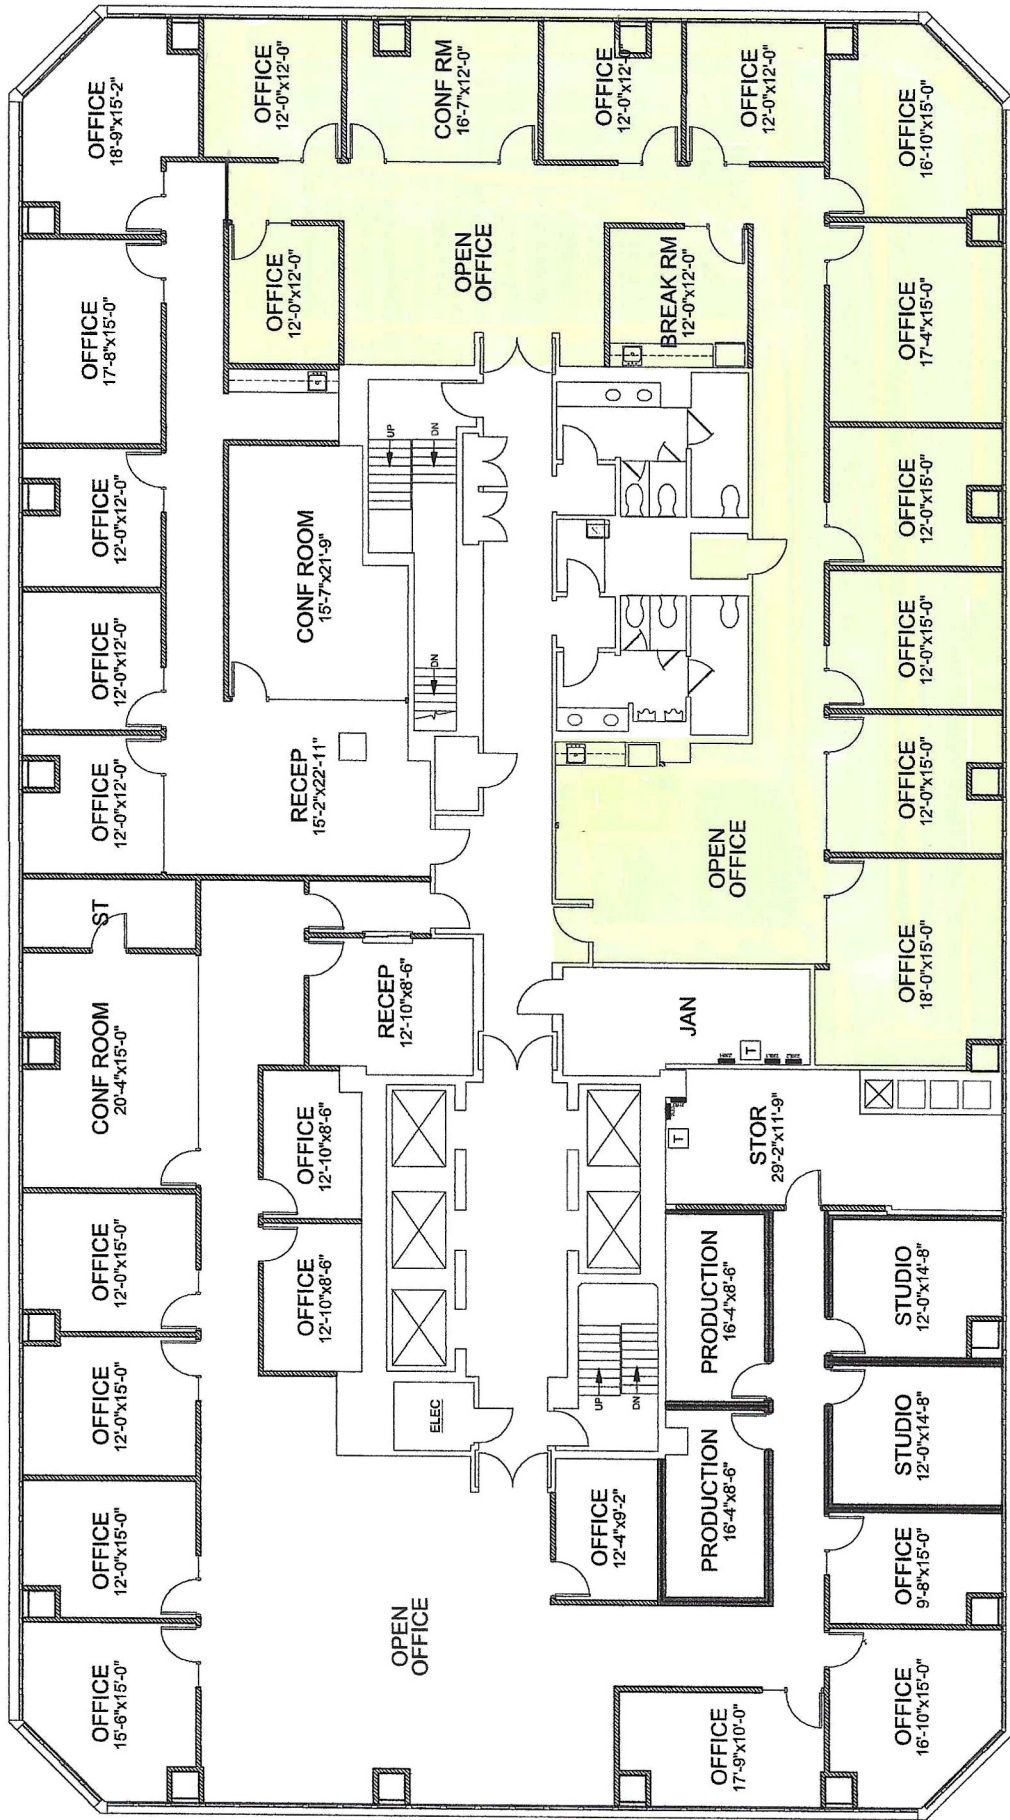 OFFICE
15'-6"x15'-0"
OFFICE
12'-0"x15'-0"
OFFICE
12'-0"x15'-0"
OFFICE
12'-0"x15'-0"
CONF ROOM
20'-4"x15'-0"
ST
OFFICE
12'-0"x12'-0"
OFFICE
12'-0"x12'-0"
OFFICE
12'-0"x12'-0"
OFFICE
17'-8"x15'-0"
OFFICE
18'-9"x15'-2"
OFFICE
12'-10"x8'-6"
OFFICE
12'-10"x8'-6"
RECEP
12'-10"x8'-6"
RECEP
15'-2"x22'-11"
CONF ROOM
15'-7"x21'-9"
OFFICE
12'-0"x12'-0"
OFFICE
12'-0"x12'-0"
UP
DN
DN
OPEN
OFFICE
ELEC
OPEN
OFFICE
CONF RM
16'-7"x12'-0"
OFFICE
12'-4"x9'-2"
UP
DN
JAN
T
OPEN
OFFICE
BREAK RM
12'-0"x12'-0"
OFFICE
12'-0"x12'-0"
OFFICE
17'-9"x10'-0"
PRODUCTION
16'-4"x8'-6"
PRODUCTION
16'-4"x8'-6"
T
STOR
29'-2"x11'-9"
OFFICE
12'-0"x12'-0"
OFFICE
16'-10"x15'-0"
OFFICE
9'-8"x15'-0"
STUDIO
12'-0"x14'-8"
STUDIO
12'-0"x14'-8"
OFFICE
18'-0"x15'-0"
OFFICE
12'-0"x15'-0"
OFFICE
12'-0"x15'-0"
OFFICE
12'-0"x15'-0"
OFFICE
17'-4"x15'-0"
OFFICE
16'-10"x15'-0"